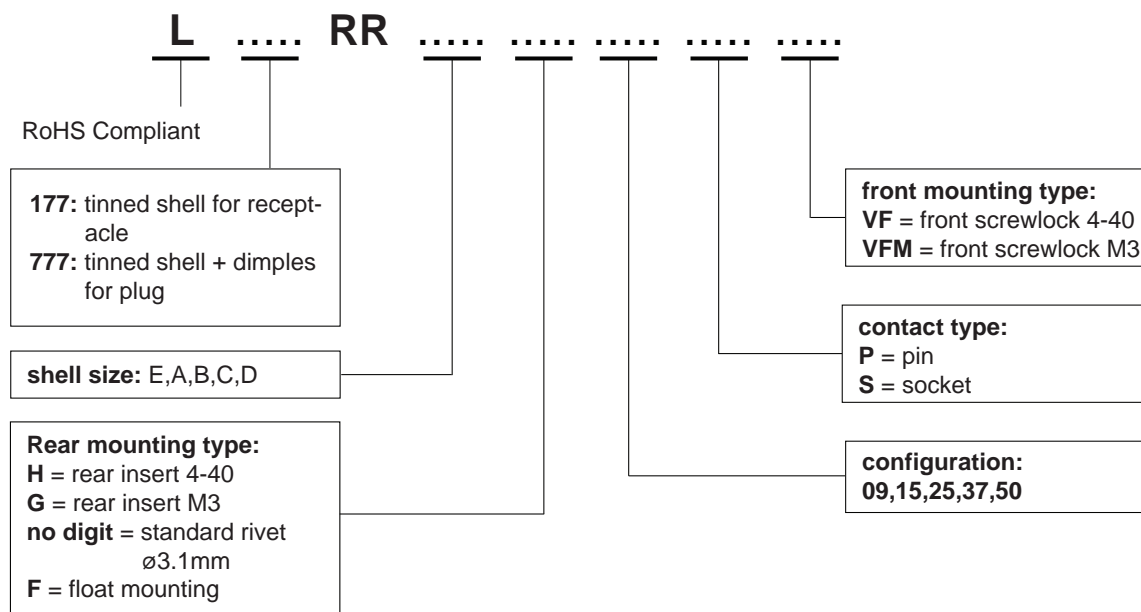 L ..... RR ..... ..... ..... ..... .....
RoHS Compliant
177: tinned shell for recept-
acle
777: tinned shell + dimples
for plug
shell size: E,A,B,C,D
Rear mounting type:
H = rear insert 4-40
G = rear insert M3
no digit = standard rivet
ø3.1mm
F = float mounting
front mounting type:
VF = front screwlock 4-40
VFM = front screwlock M3
contact type:
P = pin
S = socket
configuration:
09,15,25,37,50